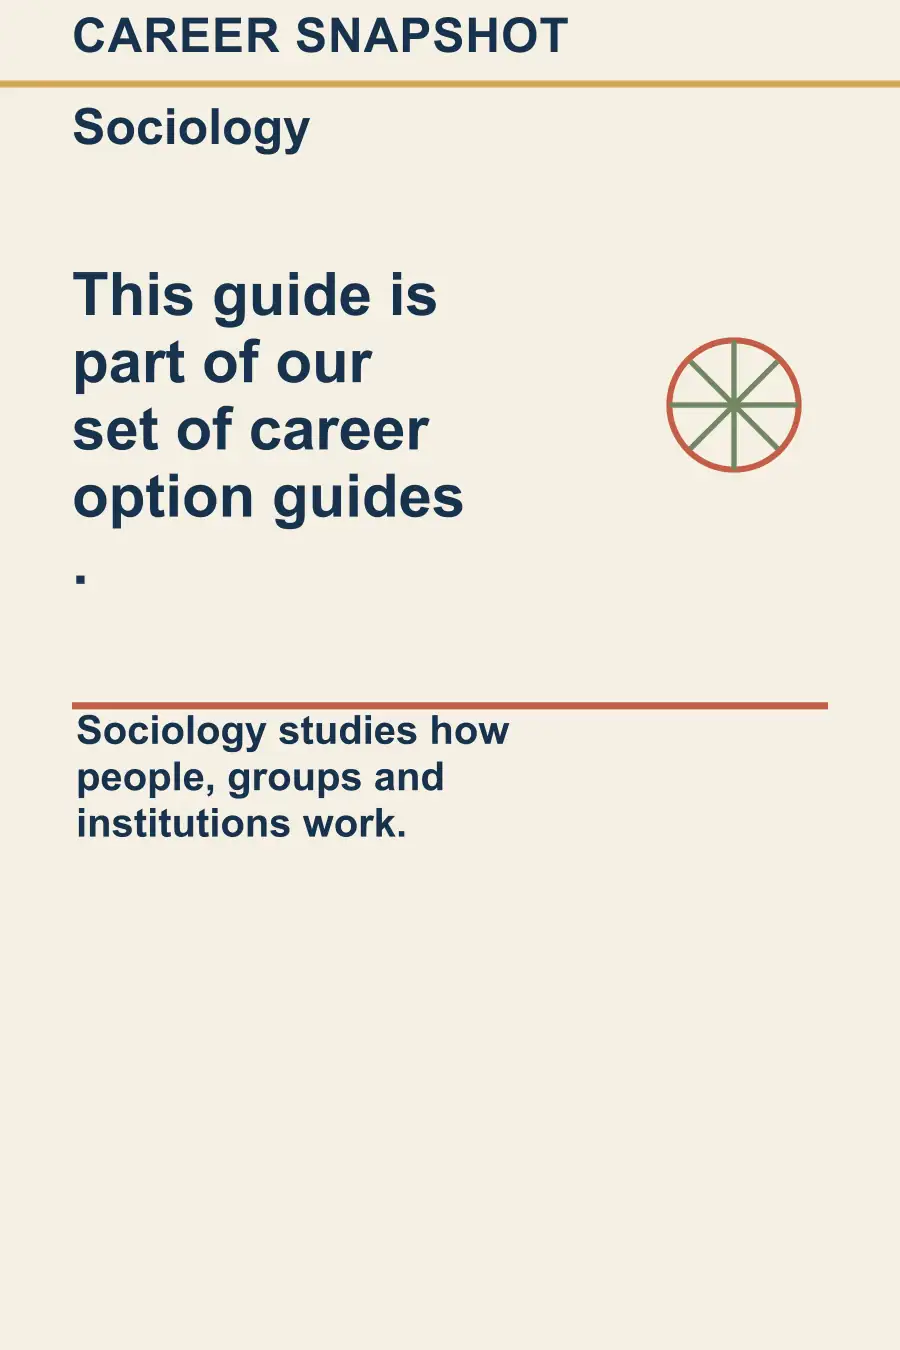 CAREER SNAPSHOT
Sociology
This guide is
part of our
set of career
option guides
.
Sociology studies how
people, groups and
institutions work.